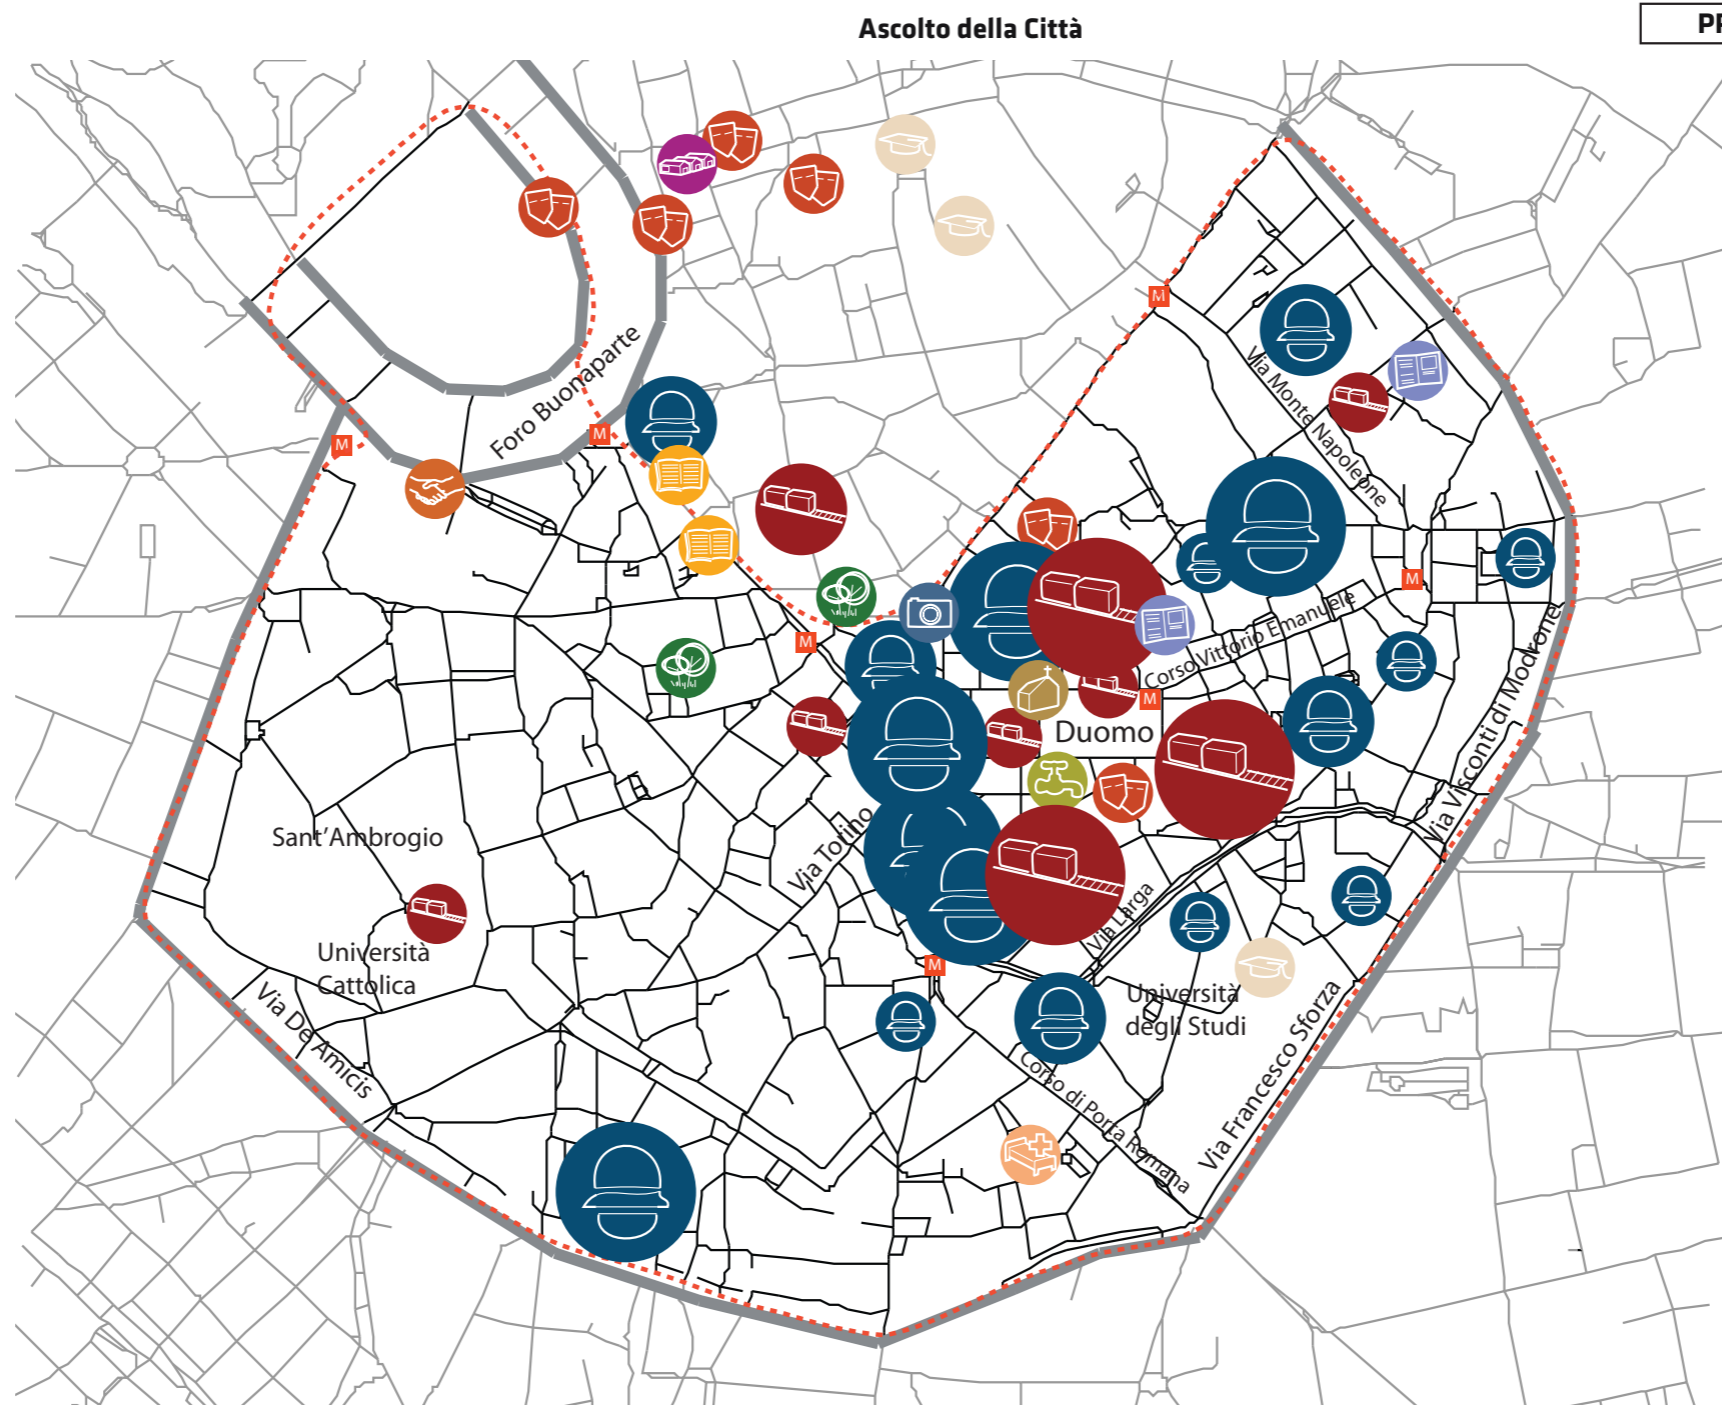 Ascolto della Città
PR
M
Foro Buonaparte
Via Monte Napoleone
M
M
M
Corso Vittorio Emanuele
M
M
Duomo
Via Visconti di Modrone
Sant'Ambrogio
Via Torino
Via Larga
Università
Cattolica
M
Via De Amicis
Università
degli Studi
Corso di Porta Romana
Via Francesco Sforza